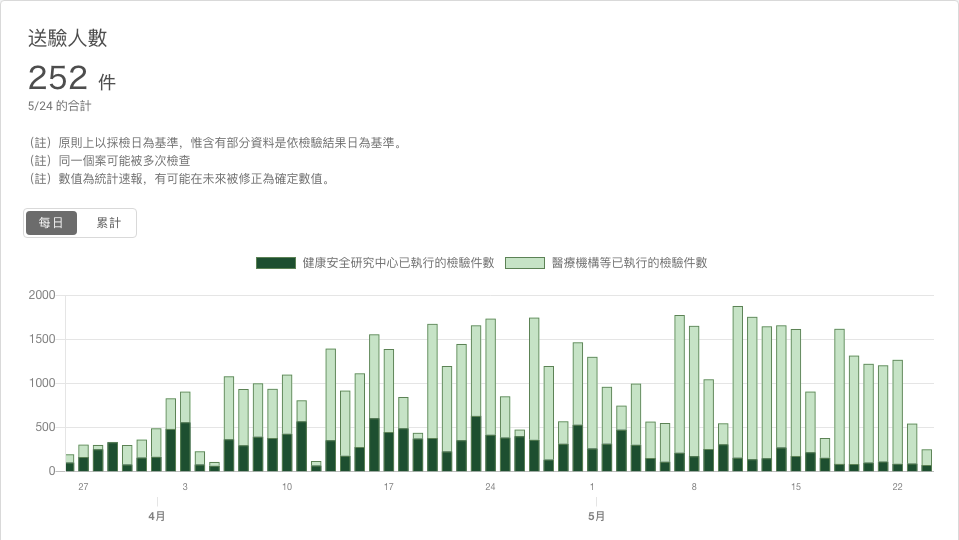 送驗人數
252 件
5/24 的合計
（註）原則上以採檢日為基準，惟含有部分資料是依檢驗結果日為基準。
（註）同一個案可能被多次檢查
（註）數值為統計速報，有可能在未來被修正為確定數值。
每日 累計
健康安全研究中心已執行的檢驗件數 醫療機構等已執行的檢驗件數
2000
1500
1000
500
0
27 3 10 17 24 1 8 15 22
4月 5月